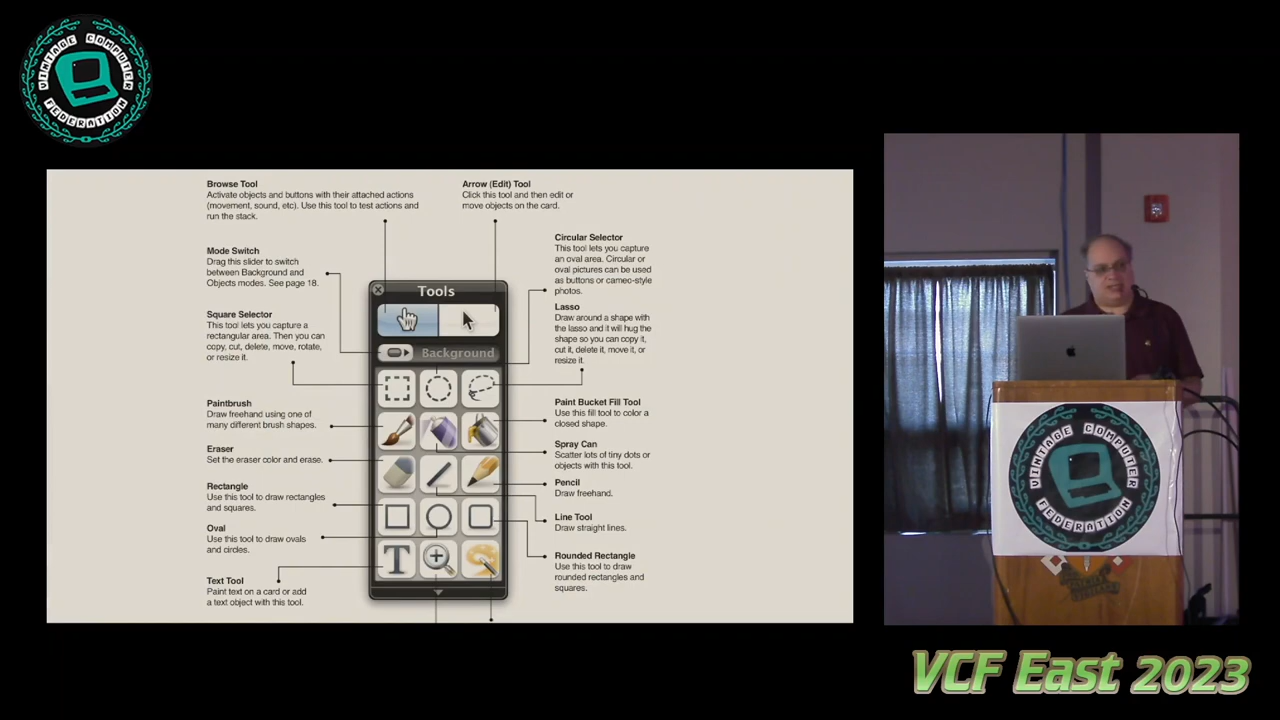 VINTAGE COMPUTER
FEDERATION
Browse Tool
Activate objects and buttons with their attached actions
(movement, sound, etc). Use this tool to test actions and
run the stack.
Arrow (Edit) Tool
Click this tool and then edit or
move objects on the card.
Mode Switch
Drag this slider to switch
between Background and
Objects modes. See page 18.
Circular Selector
This tool lets you capture
an oval area. Circular or
oval pictures can be used
as buttons or cameo-style
photos.
Square Selector
This tool lets you capture a
rectangular area. Then you can
copy, cut, delete, move, rotate,
or resize it.
Lasso
Draw around a shape with
the lasso and it will hug the
shape so you can copy it,
cut it, delete it, move it, or
resize it.
Tools
Background
Paintbrush
Draw freehand using one of
many different brush shapes.
Paint Bucket Fill Tool
Use this fill tool to color a
closed shape.
Eraser
Set the eraser color and erase.
Spray Can
Scatter lots of tiny dots or
objects with this tool.
Rectangle
Use this tool to draw rectangles
and squares.
Pencil
Draw freehand.
Oval
Use this tool to draw ovals
and circles.
Line Tool
Draw straight lines.
Text Tool
Paint text on a card or add
a text object with this tool.
Rounded Rectangle
Use this tool to draw
rounded rectangles and
squares.
T
VINTAGE COMPUTER
FEDERATION
VCF East 2023